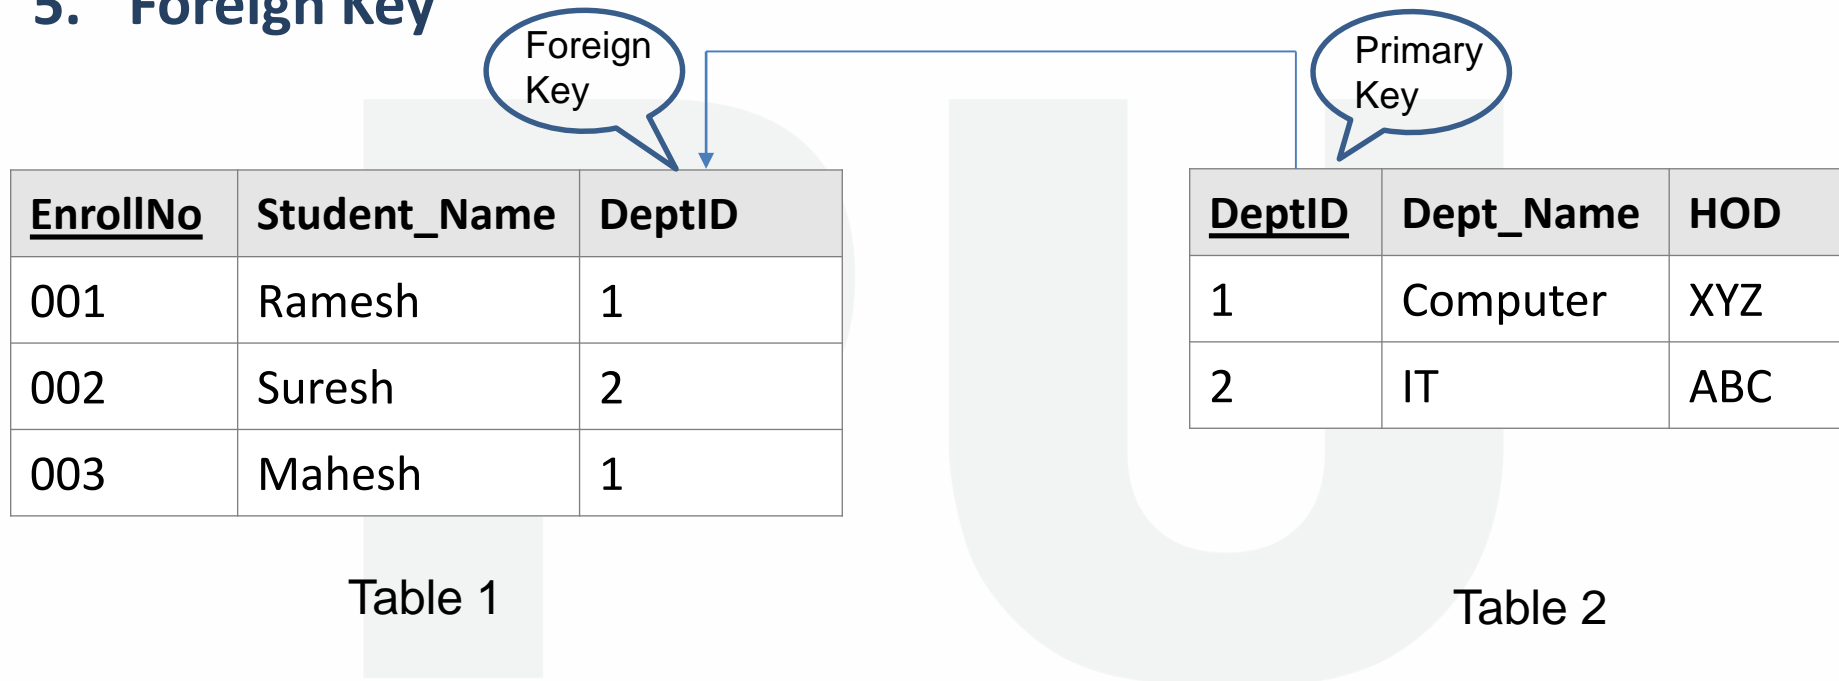 5. Foreign Key
Foreign
Key
Primary
Key
EnrollNo Student_Name DeptID
001 Ramesh 1
002 Suresh 2
003 Mahesh 1
Table 1
DeptID Dept_Name HOD
1 Computer XYZ
2 IT ABC
Table 2